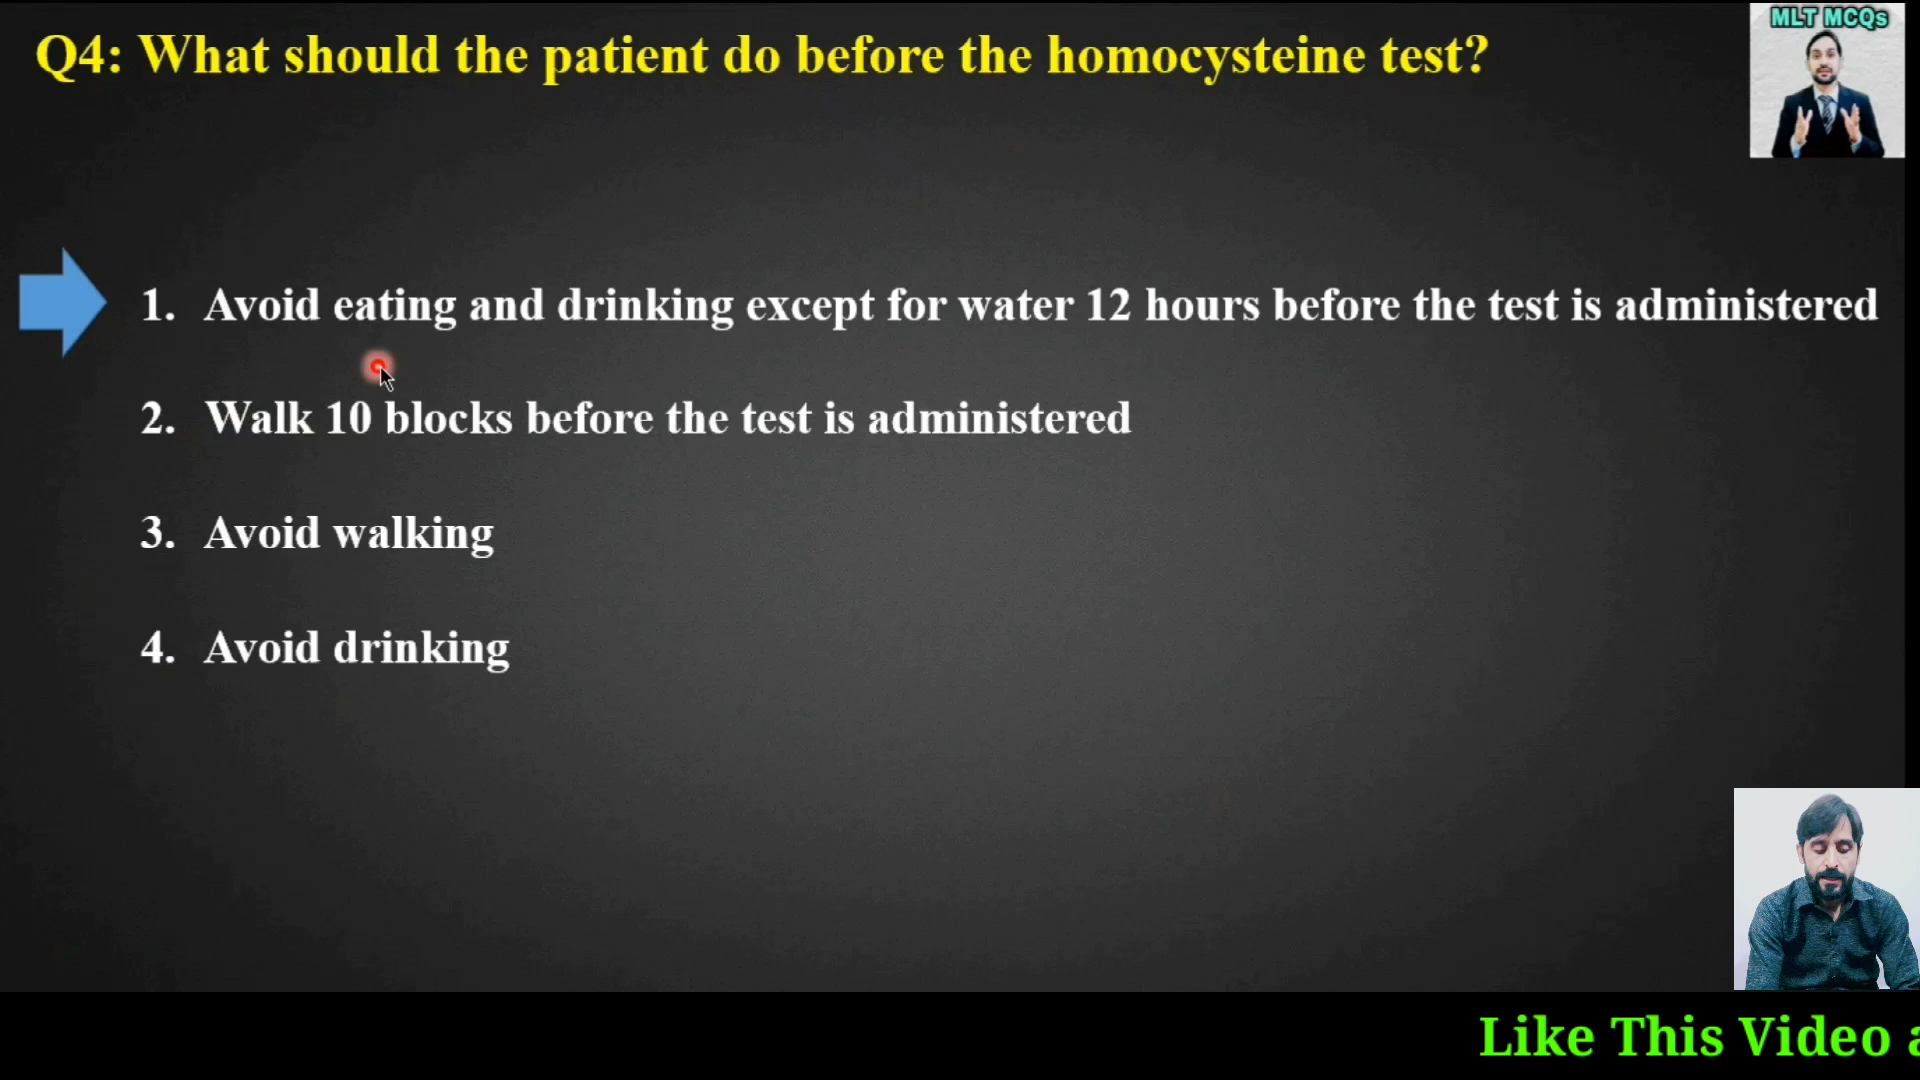 MLT MCQs
Q4: What should the patient do before the homocysteine test?
1. Avoid eating and drinking except for water 12 hours before the test is administered
2. Walk 10 blocks before the test is administered
3. Avoid walking
4. Avoid drinking
Like This Video a